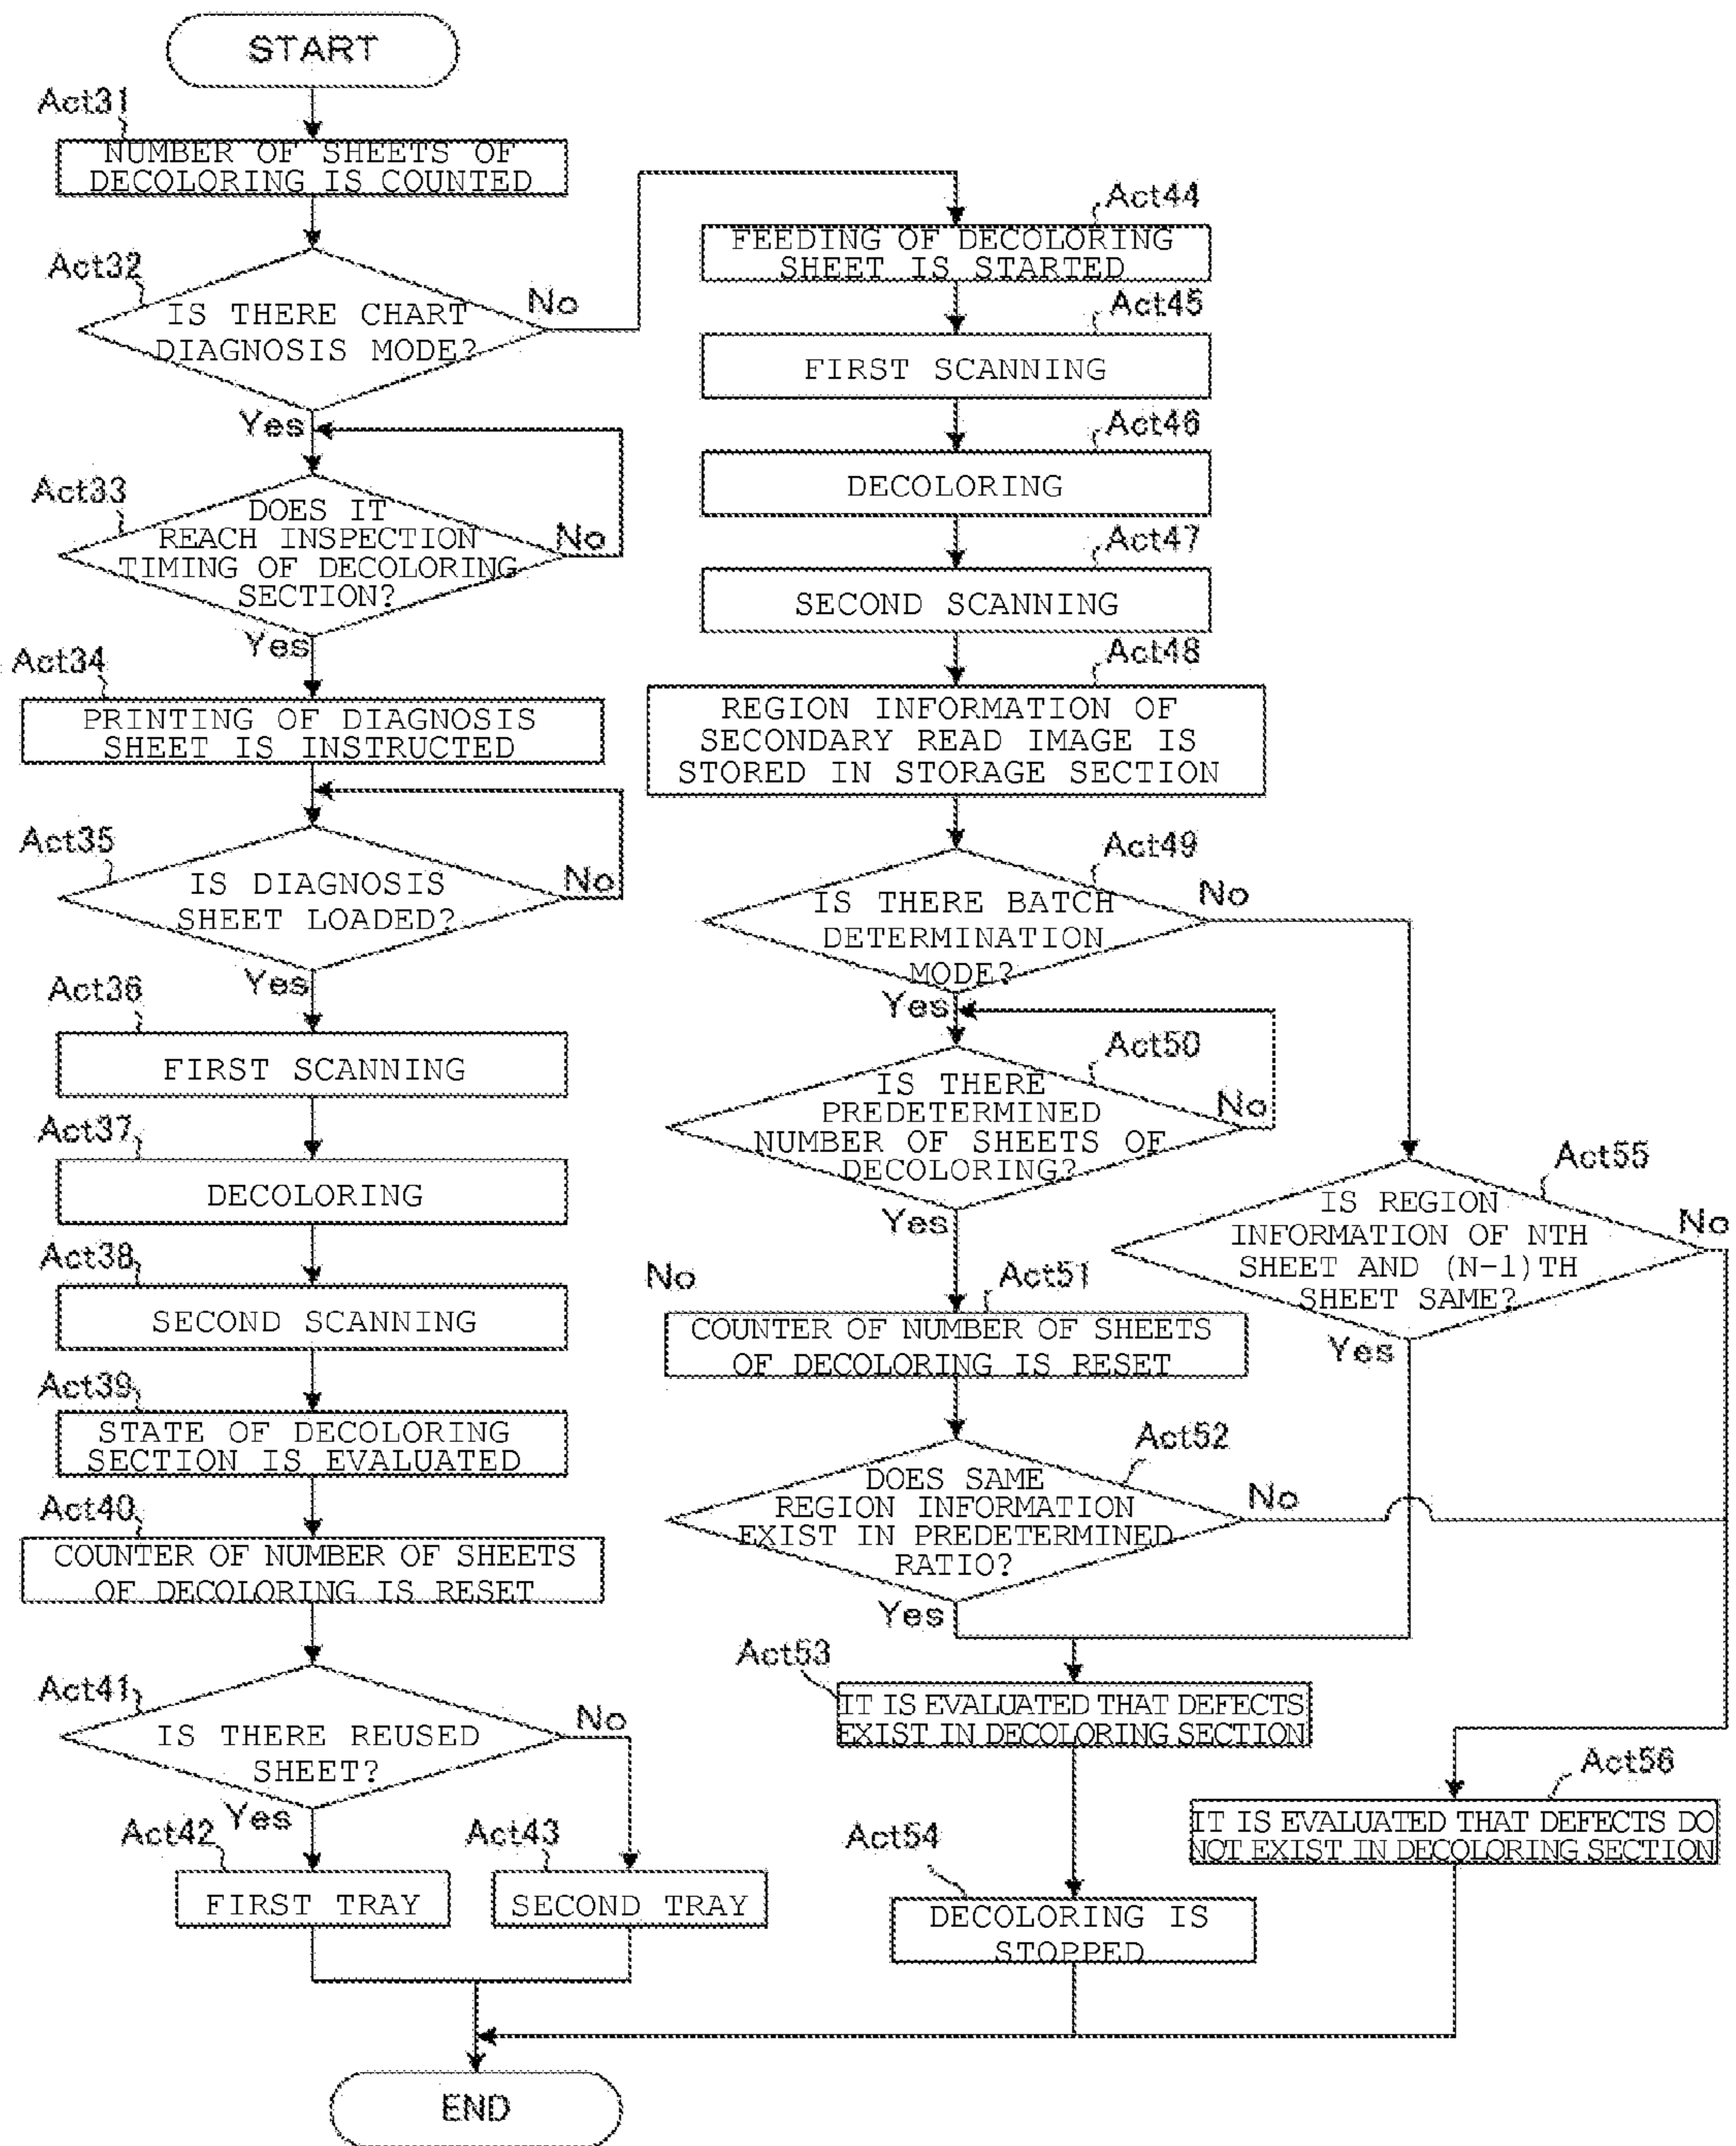 START
Act31
NUMBER OF SHEETS OF
DECOLORING IS COUNTED
Act32
IS THERE CHART
DIAGNOSIS MODE?
No
Yes
Act33
DOES IT
REACH INSPECTION
TIMING OF DECOLORING
SECTION?
No
Yes
Act34
PRINTING OF DIAGNOSIS
SHEET IS INSTRUCTED
Act35
IS DIAGNOSIS
SHEET LOADED?
No
Yes
Act36
FIRST SCANNING
Act37
DECOLORING
Act38
SECOND SCANNING
Act39
STATE OF DECOLORING
SECTION IS EVALUATED
Act40
COUNTER OF NUMBER OF SHEETS
OF DECOLORING IS RESET
Act41
IS THERE REUSED
SHEET?
No
Yes
Act42
FIRST TRAY
Act43
SECOND TRAY
Act44
FEEDING OF DECOLORING
SHEET IS STARTED
Act45
FIRST SCANNING
Act46
DECOLORING
Act47
SECOND SCANNING
Act48
REGION INFORMATION OF
SECONDARY READ IMAGE IS
STORED IN STORAGE SECTION
Act49
IS THERE BATCH
DETERMINATION
MODE?
No
Yes
Act50
IS THERE
PREDETERMINED
NUMBER OF SHEETS OF
DECOLORING?
No
Yes
No
Act51
COUNTER OF NUMBER OF SHEETS
OF DECOLORING IS RESET
Act52
DOES SAME
REGION INFORMATION
EXIST IN PREDETERMINED
RATIO?
No
Yes
Act53
IT IS EVALUATED THAT DEFECTS
EXIST IN DECOLORING SECTION
Act54
DECOLORING IS
STOPPED
Act55
IS REGION
INFORMATION OF NTH
SHEET AND (N-1)TH
SHEET SAME?
No
Yes
Act56
IT IS EVALUATED THAT DEFECTS DO
NOT EXIST IN DECOLORING SECTION
END